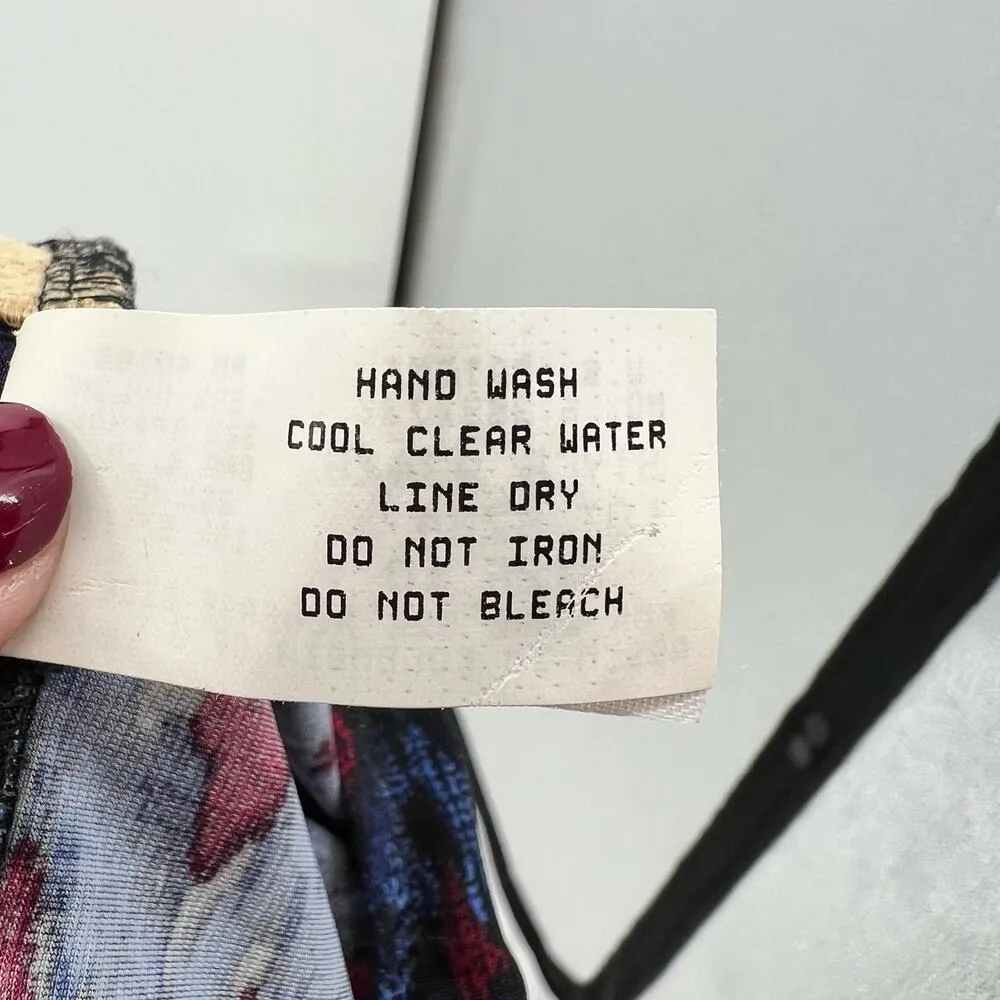 HAND WASH
COOL CLEAR WATER
LINE DRY
DO NOT IRON
DO NOT BLEACH